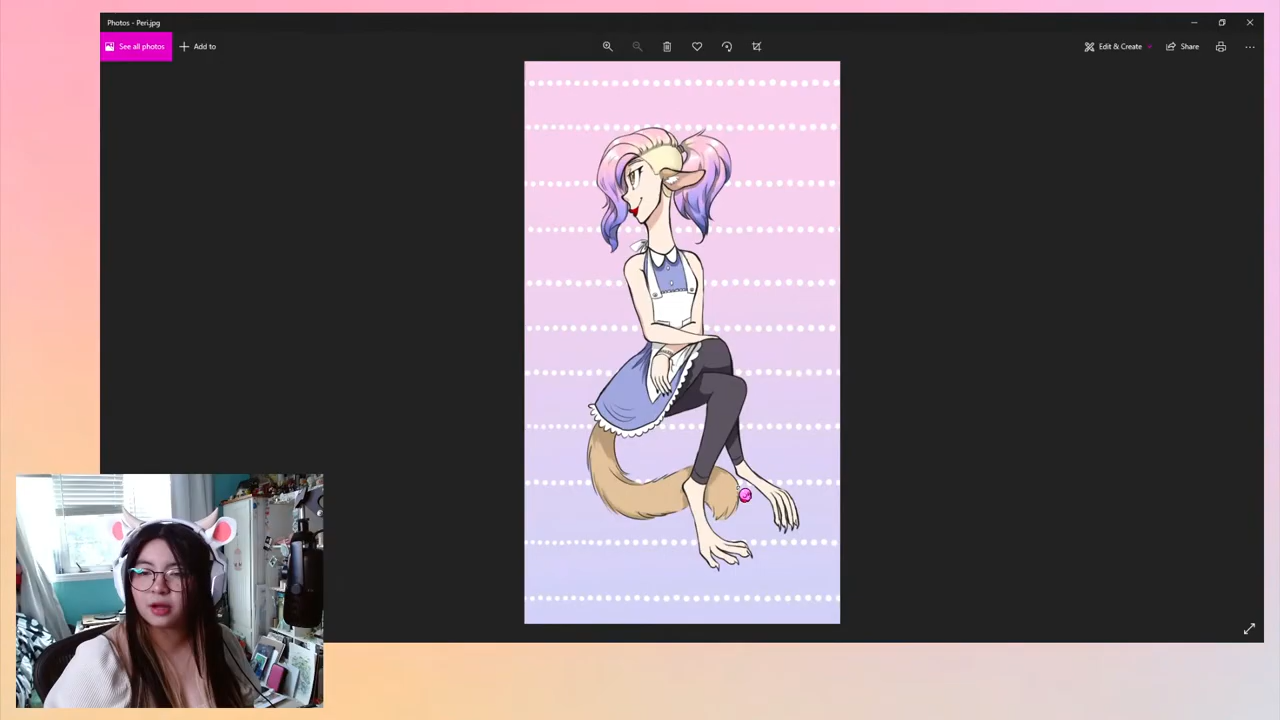 Photos - Peri.jpg
See all photos
Add to
Edit & Create
Share